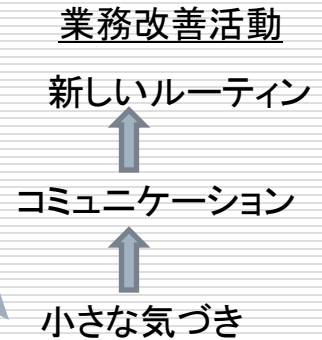 業務改善活動
新しいルーティン
コミュニケーション
小さな気づき